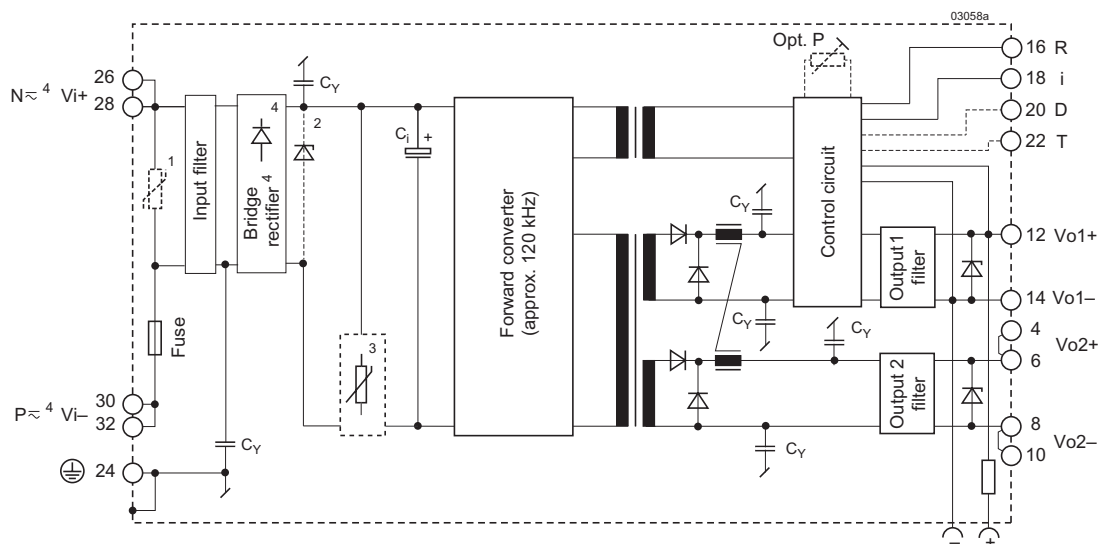 03058a
Opt. P
16 R
18 i
20 D
22 T
26
N≂ 4 Vi+
28
CY
4
2
1
Ci +
3
Input filter
Bridge rectifier 4
Forward converter
(approx. 120 kHz)
Control circuit
CY
CY
CY
12 Vo1+
Output 1
filter
14 Vo1–
4
Vo2+
6
Output 2
filter
8
Vo2–
10
Fuse
30
P≂ 4 Vi–
32
CY
CY
24
– +